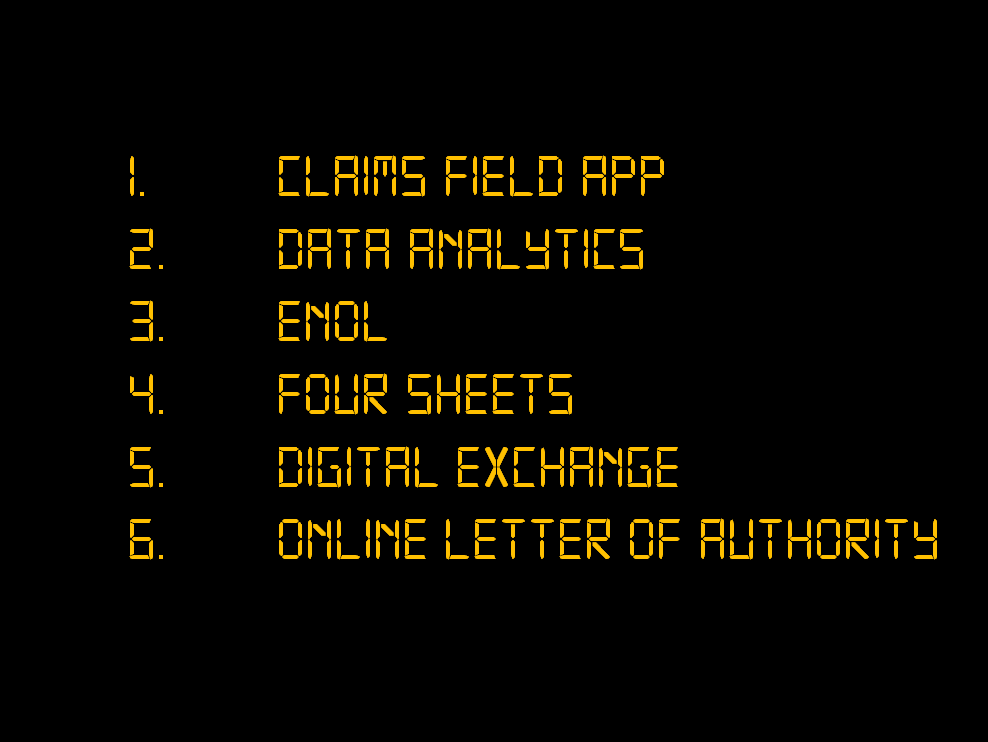 1. CLAIMS FIELD APP
2. DATA ANALYTICS
3. ENOL
4. FOUR SHEETS
5. DIGITAL EXCHANGE
6. ONLINE LETTER OF AUTHORITY